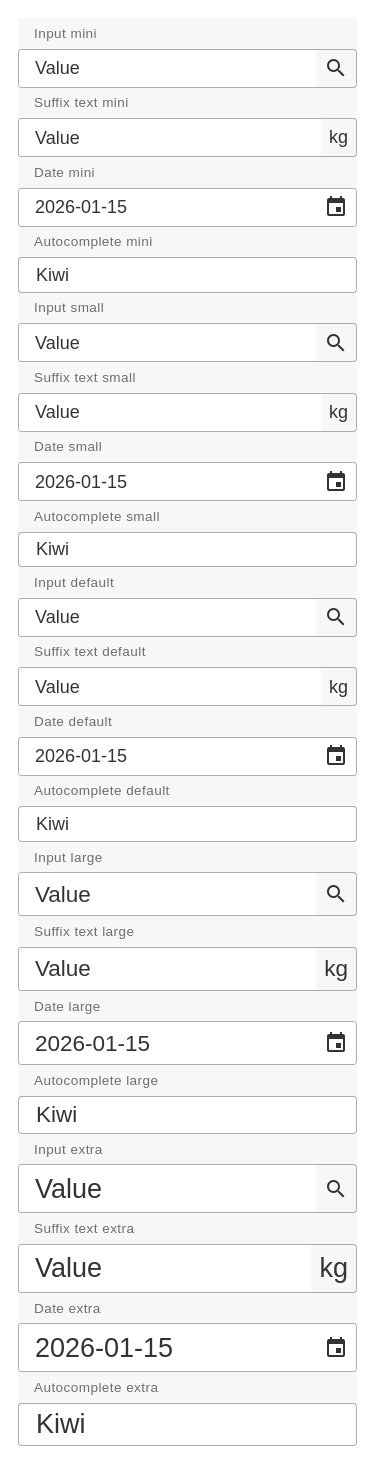 Input mini
Value
Suffix text mini
Value kg
Date mini
2026-01-15
Autocomplete mini
Kiwi
Input small
Value
Suffix text small
Value kg
Date small
2026-01-15
Autocomplete small
Kiwi
Input default
Value
Suffix text default
Value kg
Date default
2026-01-15
Autocomplete default
Kiwi
Input large
Value
Suffix text large
Value kg
Date large
2026-01-15
Autocomplete large
Kiwi
Input extra
Value
Suffix text extra
Value kg
Date extra
2026-01-15
Autocomplete extra
Kiwi